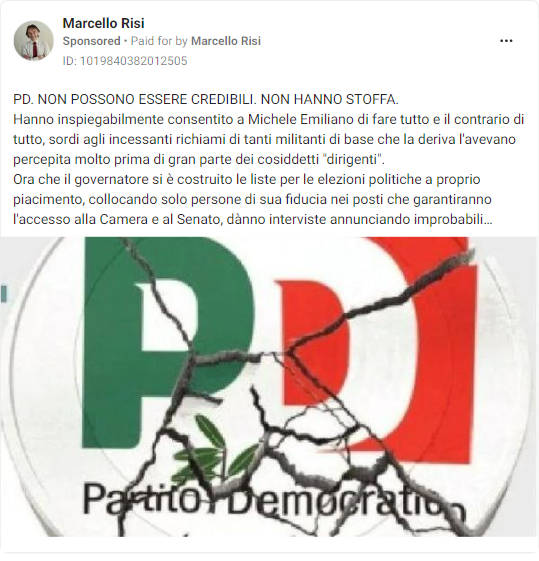 Marcello Risi
Sponsored • Paid for by Marcello Risi
ID: 1019840382012505
PD. NON POSSONO ESSERE CREDIBILI. NON HANNO STOFFA.
Hanno inspiegabilmente consentito a Michele Emiliano di fare tutto e il contrario di
tutto, sordi agli incessanti richiami di tanti militanti di base che la deriva l'avevano
percepita molto prima di gran parte dei cosiddetti "dirigenti".
Ora che il governatore si è costruito le liste per le elezioni politiche a proprio
piacimento, collocando solo persone di sua fiducia nei posti che garantiranno
l'accesso alla Camera e al Senato, dànno interviste annunciando improbabili...
PD
Partito Democratico